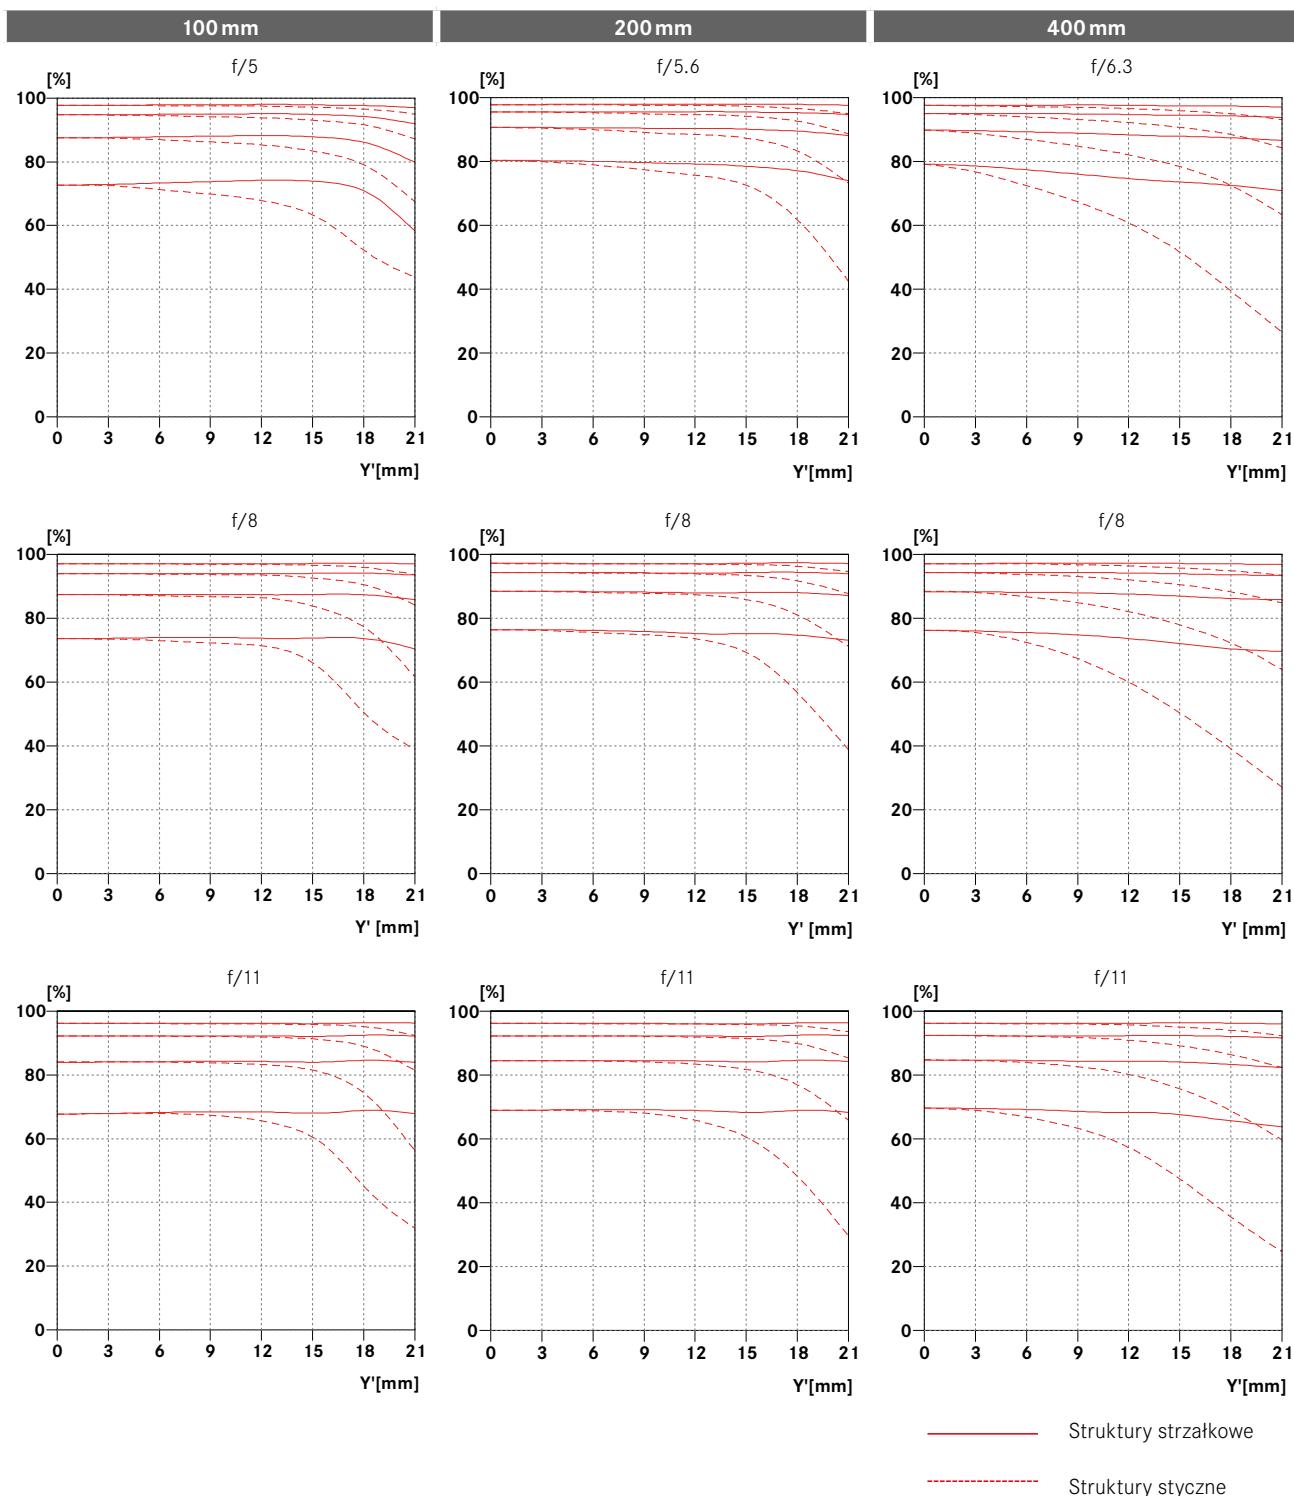 100 mm 200 mm 400 mm
f/5 f/5.6 f/6.3
[%] [%] [%]
100 100 100
80 80 80
60 60 60
40 40 40
20 20 20
0 0 0
0 3 6 9 12 15 18 21 0 3 6 9 12 15 18 21 0 3 6 9 12 15 18 21
Y'[mm] Y'[mm] Y'[mm]
f/8 f/8 f/8
[%] [%] [%]
100 100 100
80 80 80
60 60 60
40 40 40
20 20 20
0 0 0
0 3 6 9 12 15 18 21 0 3 6 9 12 15 18 21 0 3 6 9 12 15 18 21
Y' [mm] Y' [mm] Y' [mm]
f/11 f/11 f/11
[%] [%] [%]
100 100 100
80 80 80
60 60 60
40 40 40
20 20 20
0 0 0
0 3 6 9 12 15 18 21 0 3 6 9 12 15 18 21 0 3 6 9 12 15 18 21
Y'[mm] Y'[mm] Y'[mm]
Struktury strzałkowe
Struktury styczne